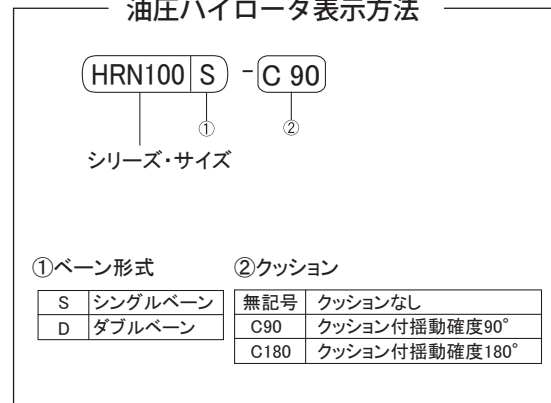 油圧ハイロータ表示方法
HRN100 S - C 90
① ②
シリーズ・サイズ
①ベーン形式 ②クッション
S シングルベーン 無記号 クッションなし
D ダブルベーン C90 クッション付揺動確度90°
C180 クッション付揺動確度180°